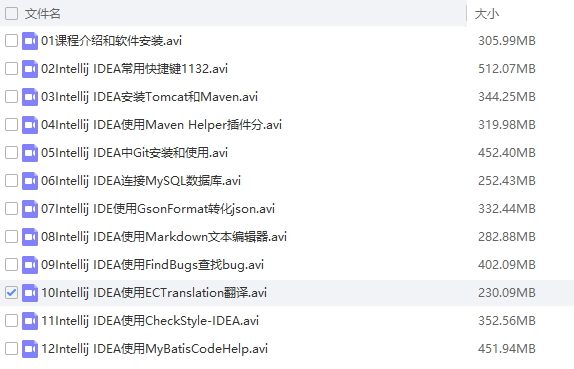 文件名 大小
01课程介绍和软件安装.avi 305.99MB
02Intellij IDEA常用快捷键1132.avi 512.07MB
03Intellij IDEA安装Tomcat和Maven.avi 344.25MB
04Intellij IDEA使用Maven Helper插件分.avi 319.98MB
05Intellij IDEA中Git安装和使用.avi 452.40MB
06Intellij IDEA连接MySQL数据库.avi 252.43MB
07Intellij IDE使用GsonFormat转化json.avi 332.44MB
08Intellij IDEA使用Markdown文本编辑器.avi 282.88MB
09Intellij IDEA使用FindBugs查找bug.avi 402.09MB
10Intellij IDEA使用ECTranslation翻译.avi 230.09MB
11Intellij IDEA使用CheckStyle-IDEA.avi 352.56MB
12Intellij IDEA使用MyBatisCodeHelp.avi 451.94MB